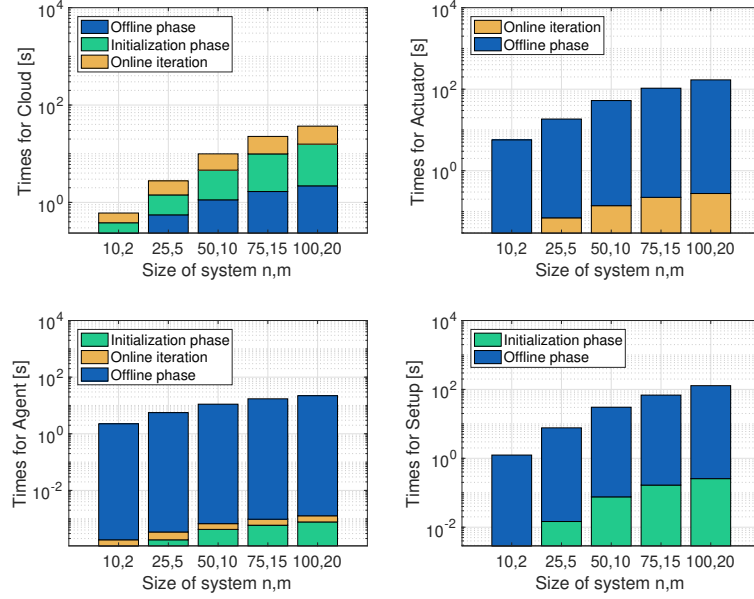 Times for Cloud [s]
10^4
10^2
10^0
Offline phase
Initialization phase
Online iteration
10,2 25,5 50,10 75,15 100,20
Size of system n,m
Times for Actuator [s]
10^4
10^2
10^0
Online iteration
Offline phase
10,2 25,5 50,10 75,15 100,20
Size of system n,m
Times for Agent [s]
10^4
10^2
10^0
10^-2
Initialization phase
Online iteration
Offline phase
10,2 25,5 50,10 75,15 100,20
Size of system n,m
Times for Setup [s]
10^4
10^2
10^0
10^-2
Initialization phase
Offline phase
10,2 25,5 50,10 75,15 100,20
Size of system n,m